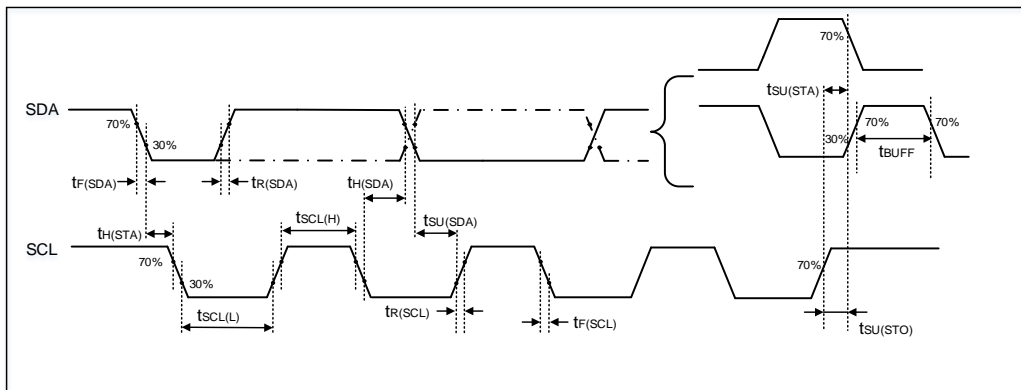 70%
tSU(STA)
SDA
70%
30%
30%
70%
70%
tBUFF
tF(SDA)
tR(SDA)
tH(SDA)
tSCL(H)
tSU(SDA)
tH(STA)
SCL
70%
30%
70%
tSCL(L)
tR(SCL)
tF(SCL)
tSU(STO)